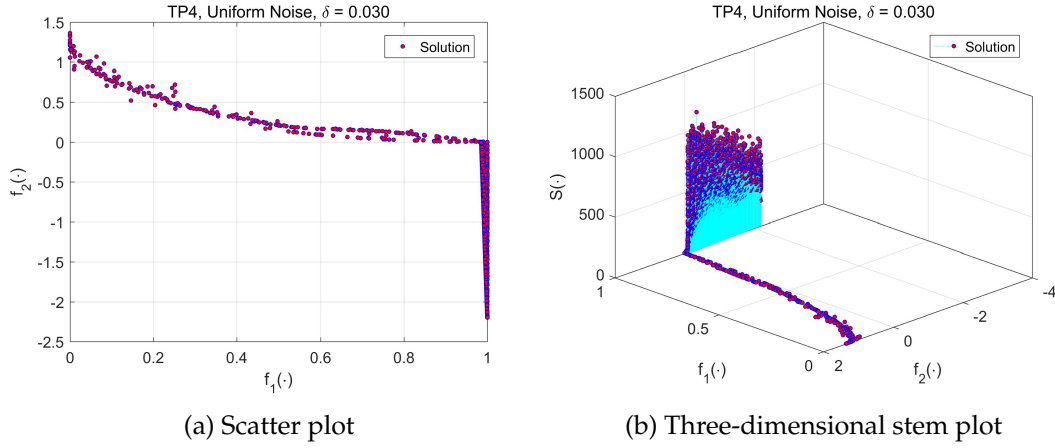 TP4, Uniform Noise, δ = 0.030
Solution
1.5
1
0.5
0
-0.5
-1
-1.5
-2
-2.5
f2(·)
0
0.2
0.4
0.6
0.8
1
f1(·)
(a) Scatter plot
TP4, Uniform Noise, δ = 0.030
Solution
1500
1000
500
0
S(·)
1
0.5
0
f1(·)
2
0
-2
-4
f2(·)
(b) Three-dimensional stem plot